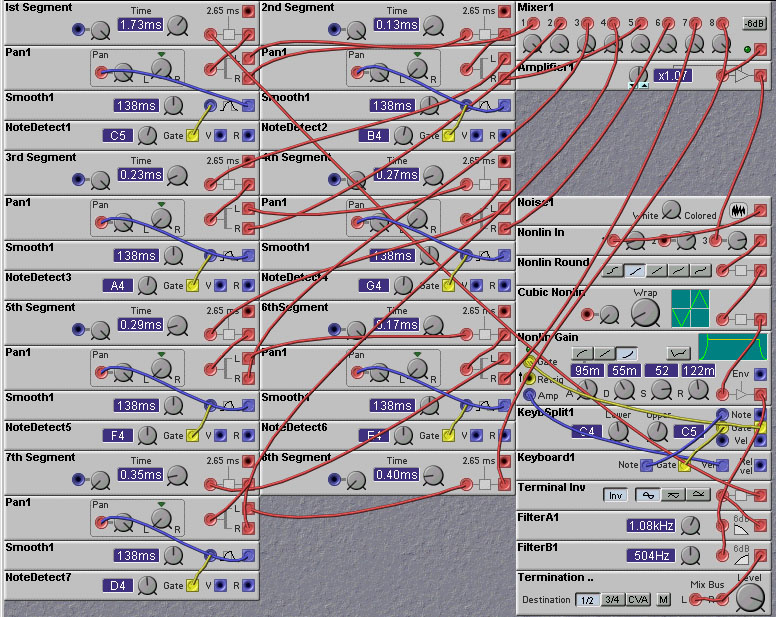 1st Segment
Time
2.65 ms
1.73ms
Pan1
Pan
L R
L
R
Smooth1
138ms
NoteDetect1
C5
Gate
V
R
2nd Segment
Time
2.65 ms
0.13ms
Pan1
Pan
L R
L
R
Smooth1
138ms
NoteDetect2
B4
Gate
V
R
3rd Segment
Time
2.65 ms
0.23ms
Pan1
Pan
L R
L
R
Smooth1
138ms
NoteDetect3
A4
Gate
V
R
4th Segment
Time
2.65 ms
0.27ms
Pan1
Pan
L R
L
R
Smooth1
138ms
NoteDetect4
G4
Gate
V
R
5th Segment
Time
2.65 ms
0.29ms
Pan1
Pan
L R
L
R
Smooth1
138ms
NoteDetect5
F4
Gate
V
R
6thSegment
Time
2.65 ms
0.17ms
Pan1
Pan
L R
L
R
Smooth1
138ms
NoteDetect6
E4
Gate
V
R
7th Segment
Time
2.65 ms
0.35ms
Pan1
Pan
L R
L
R
Smooth1
138ms
NoteDetect7
D4
Gate
V
R
8th Segment
Time
2.65 ms
0.40ms
Mixer1
1 2 3 4 5 6 7 8
-6dB
Amplifier1
x1.07
Noise1
White
Colored
Nonlin In
1 2 3
Nonlin Round
Cubic Nonlin
Wrap
Nonlin Gain
Gate
95m 55m 52 122m
Env
Retrig
Amp
A D S R
KeybSplit1
Lower
Upper
Note
C4
C5
Gate
Vel
Keyboard1
Note
Gate
Vel
Rel vel
Terminal Inv
Inv
FilterA1
1.08kHz
6dB
FilterB1
504Hz
6dB
Termination ..
Mix Bus
Level
Destination
1/2 3/4 CVA M
L
R